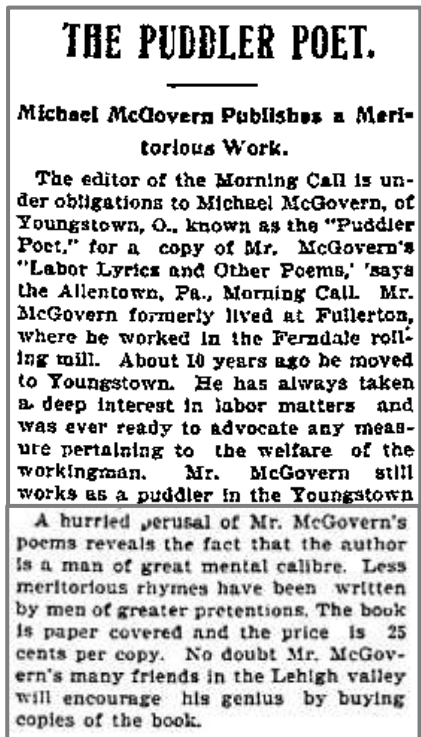 THE PUDDLER POET.
Michael McGovern Publishes a Meri-
torious Work.
The editor of the Morning Call is un-
der obligations to Michael McGovern, of
Youngstown, O., known as the "Puddler
Poet," for a copy of Mr. McGovern's
"Labor Lyrics and Other Poems,' 'says
the Allentown, Pa., Morning Call. Mr.
McGovern formerly lived at Fullerton,
where he worked in the Ferndale roll-
ing mill. About 10 years ago he moved
to Youngstown. He has always taken
a deep interest in labor matters and
was ever ready to advocate any meas-
ure pertaining to the welfare of the
workingman. Mr. McGovern still
works as a puddler in the Youngstown
A hurried perusal of Mr. McGovern's
poems reveals the fact that the author
is a man of great mental calibre. Less
meritorious rhymes have been written
by men of greater pretentions. The book
is paper covered and the price is 25
cents per copy. No doubt Mr. McGov-
ern's many friends in the Lehigh valley
will encourage his genius by buying
copies of the book.